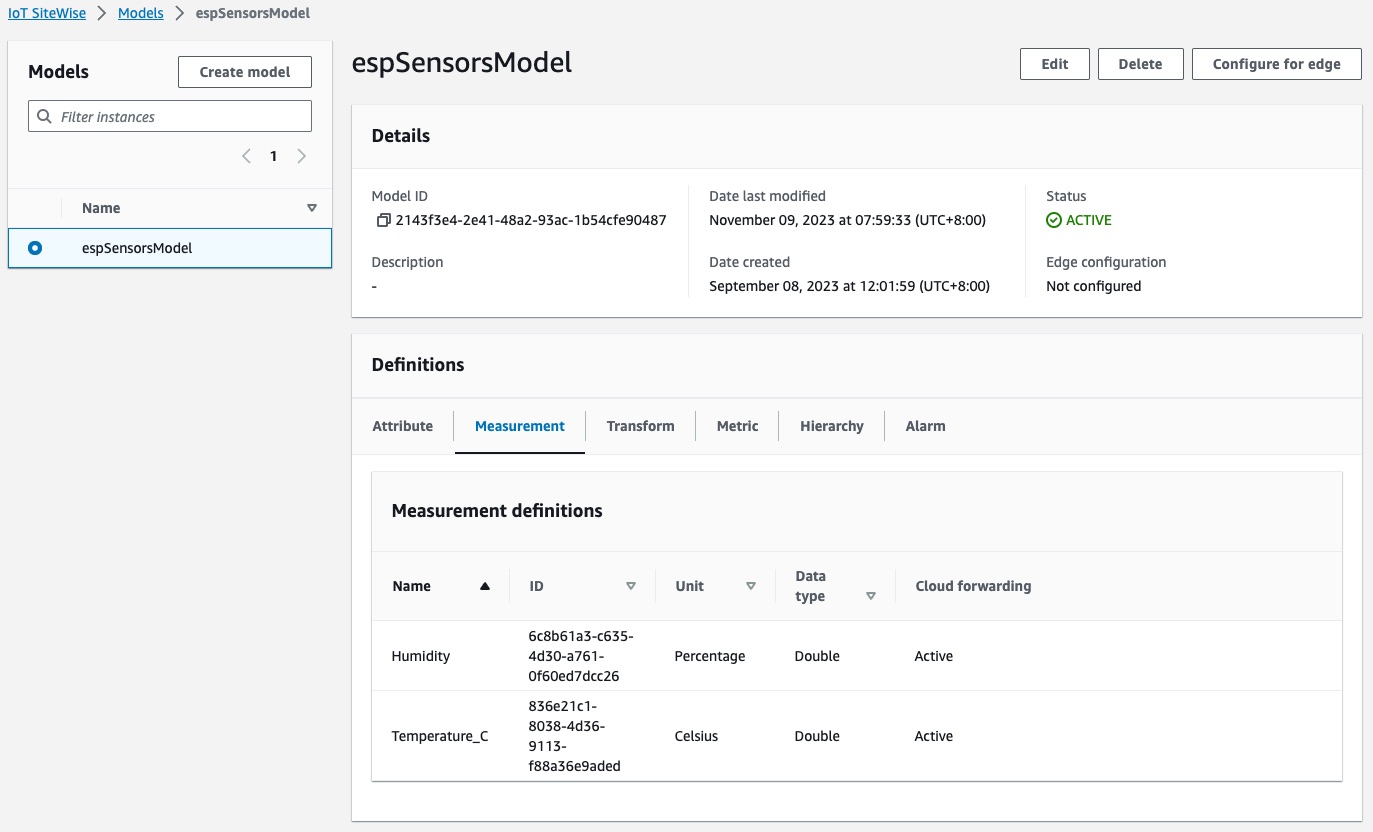 IoT SiteWise > Models > espSensorsModel
Models
Create model
Filter instances
1
Name
espSensorsModel
espSensorsModel
Edit
Delete
Configure for edge
Details
Model ID
2143f3e4-2e41-48a2-93ac-1b54cfe90487
Description
-
Date last modified
November 09, 2023 at 07:59:33 (UTC+8:00)
Date created
September 08, 2023 at 12:01:59 (UTC+8:00)
Status
ACTIVE
Edge configuration
Not configured
Definitions
Attribute
Measurement
Transform
Metric
Hierarchy
Alarm
Measurement definitions
Name
ID
Unit
Data
type
Cloud forwarding
Humidity
6c8b61a3-c635-
4d30-a761-
0f60ed7dcc26
Percentage
Double
Active
Temperature_C
836e21c1-
8038-4d36-
9113-
f88a36e9aded
Celsius
Double
Active